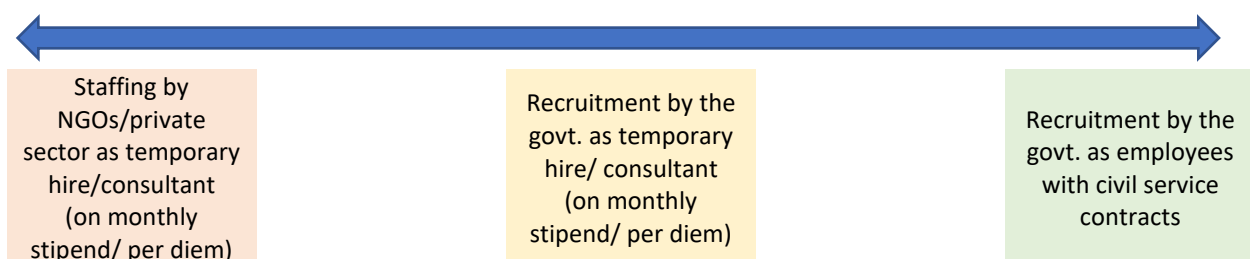 Staffing by
NGOs/private
sector as temporary
hire/consultant
(on monthly
stipend/ per diem)
Recruitment by the
govt. as temporary
hire/ consultant
(on monthly
stipend/ per diem)
Recruitment by the
govt. as employees
with civil service
contracts